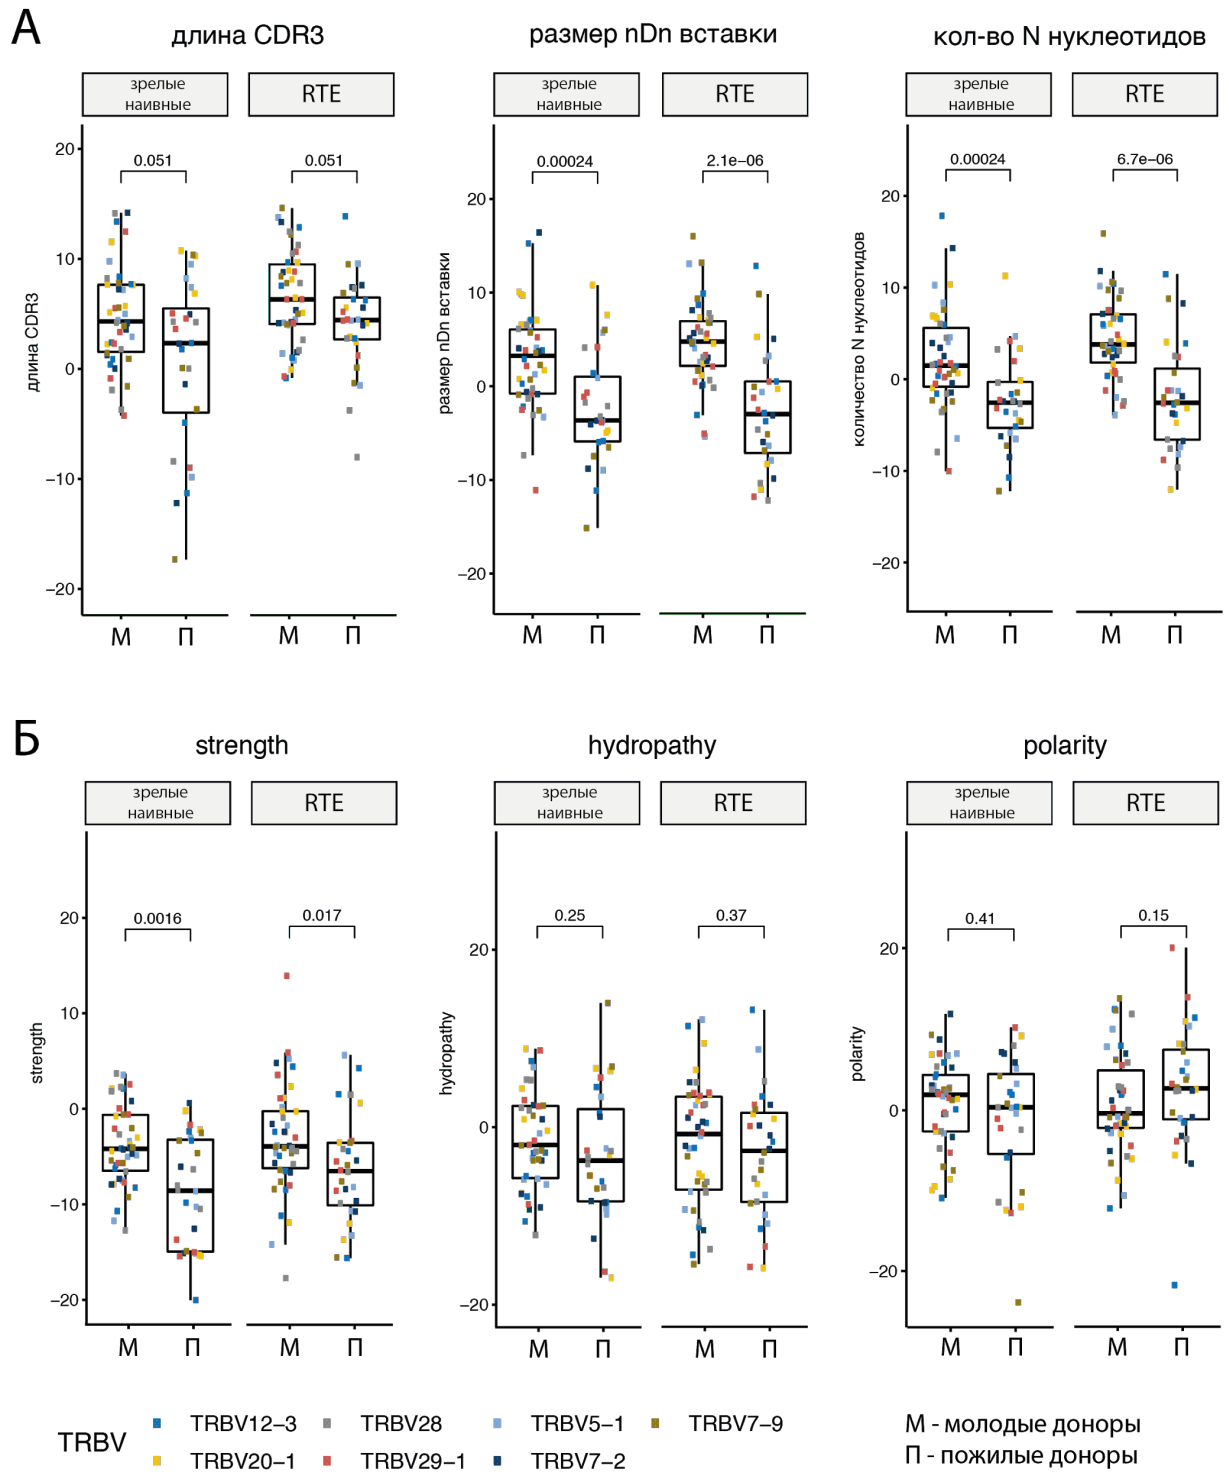 А
длина CDR3
размер nDn вставки
кол-во N нуклеотидов
зрелые
наивные
RTE
зрелые
наивные
RTE
зрелые
наивные
RTE
длина CDR3
20
10
0
−10
−20
0.051
0.051
М
П
М
П
размер nDn вставки
20
10
0
−10
−20
0.00024
2.1e−06
М
П
М
П
количество N нуклеотидов
20
10
0
−10
−20
0.00024
6.7e−06
М
П
М
П
Б
strength
hydropathy
polarity
зрелые
наивные
RTE
зрелые
наивные
RTE
зрелые
наивные
RTE
strength
20
10
0
−10
−20
0.0016
0.017
М
П
М
П
hydropathy
20
0
−20
0.25
0.37
М
П
М
П
polarity
20
0
−20
0.41
0.15
М
П
М
П
TRBV
TRBV12−3
TRBV28
TRBV5−1
TRBV7−9
TRBV20−1
TRBV29−1
TRBV7−2
М - молодые доноры
П - пожилые доноры